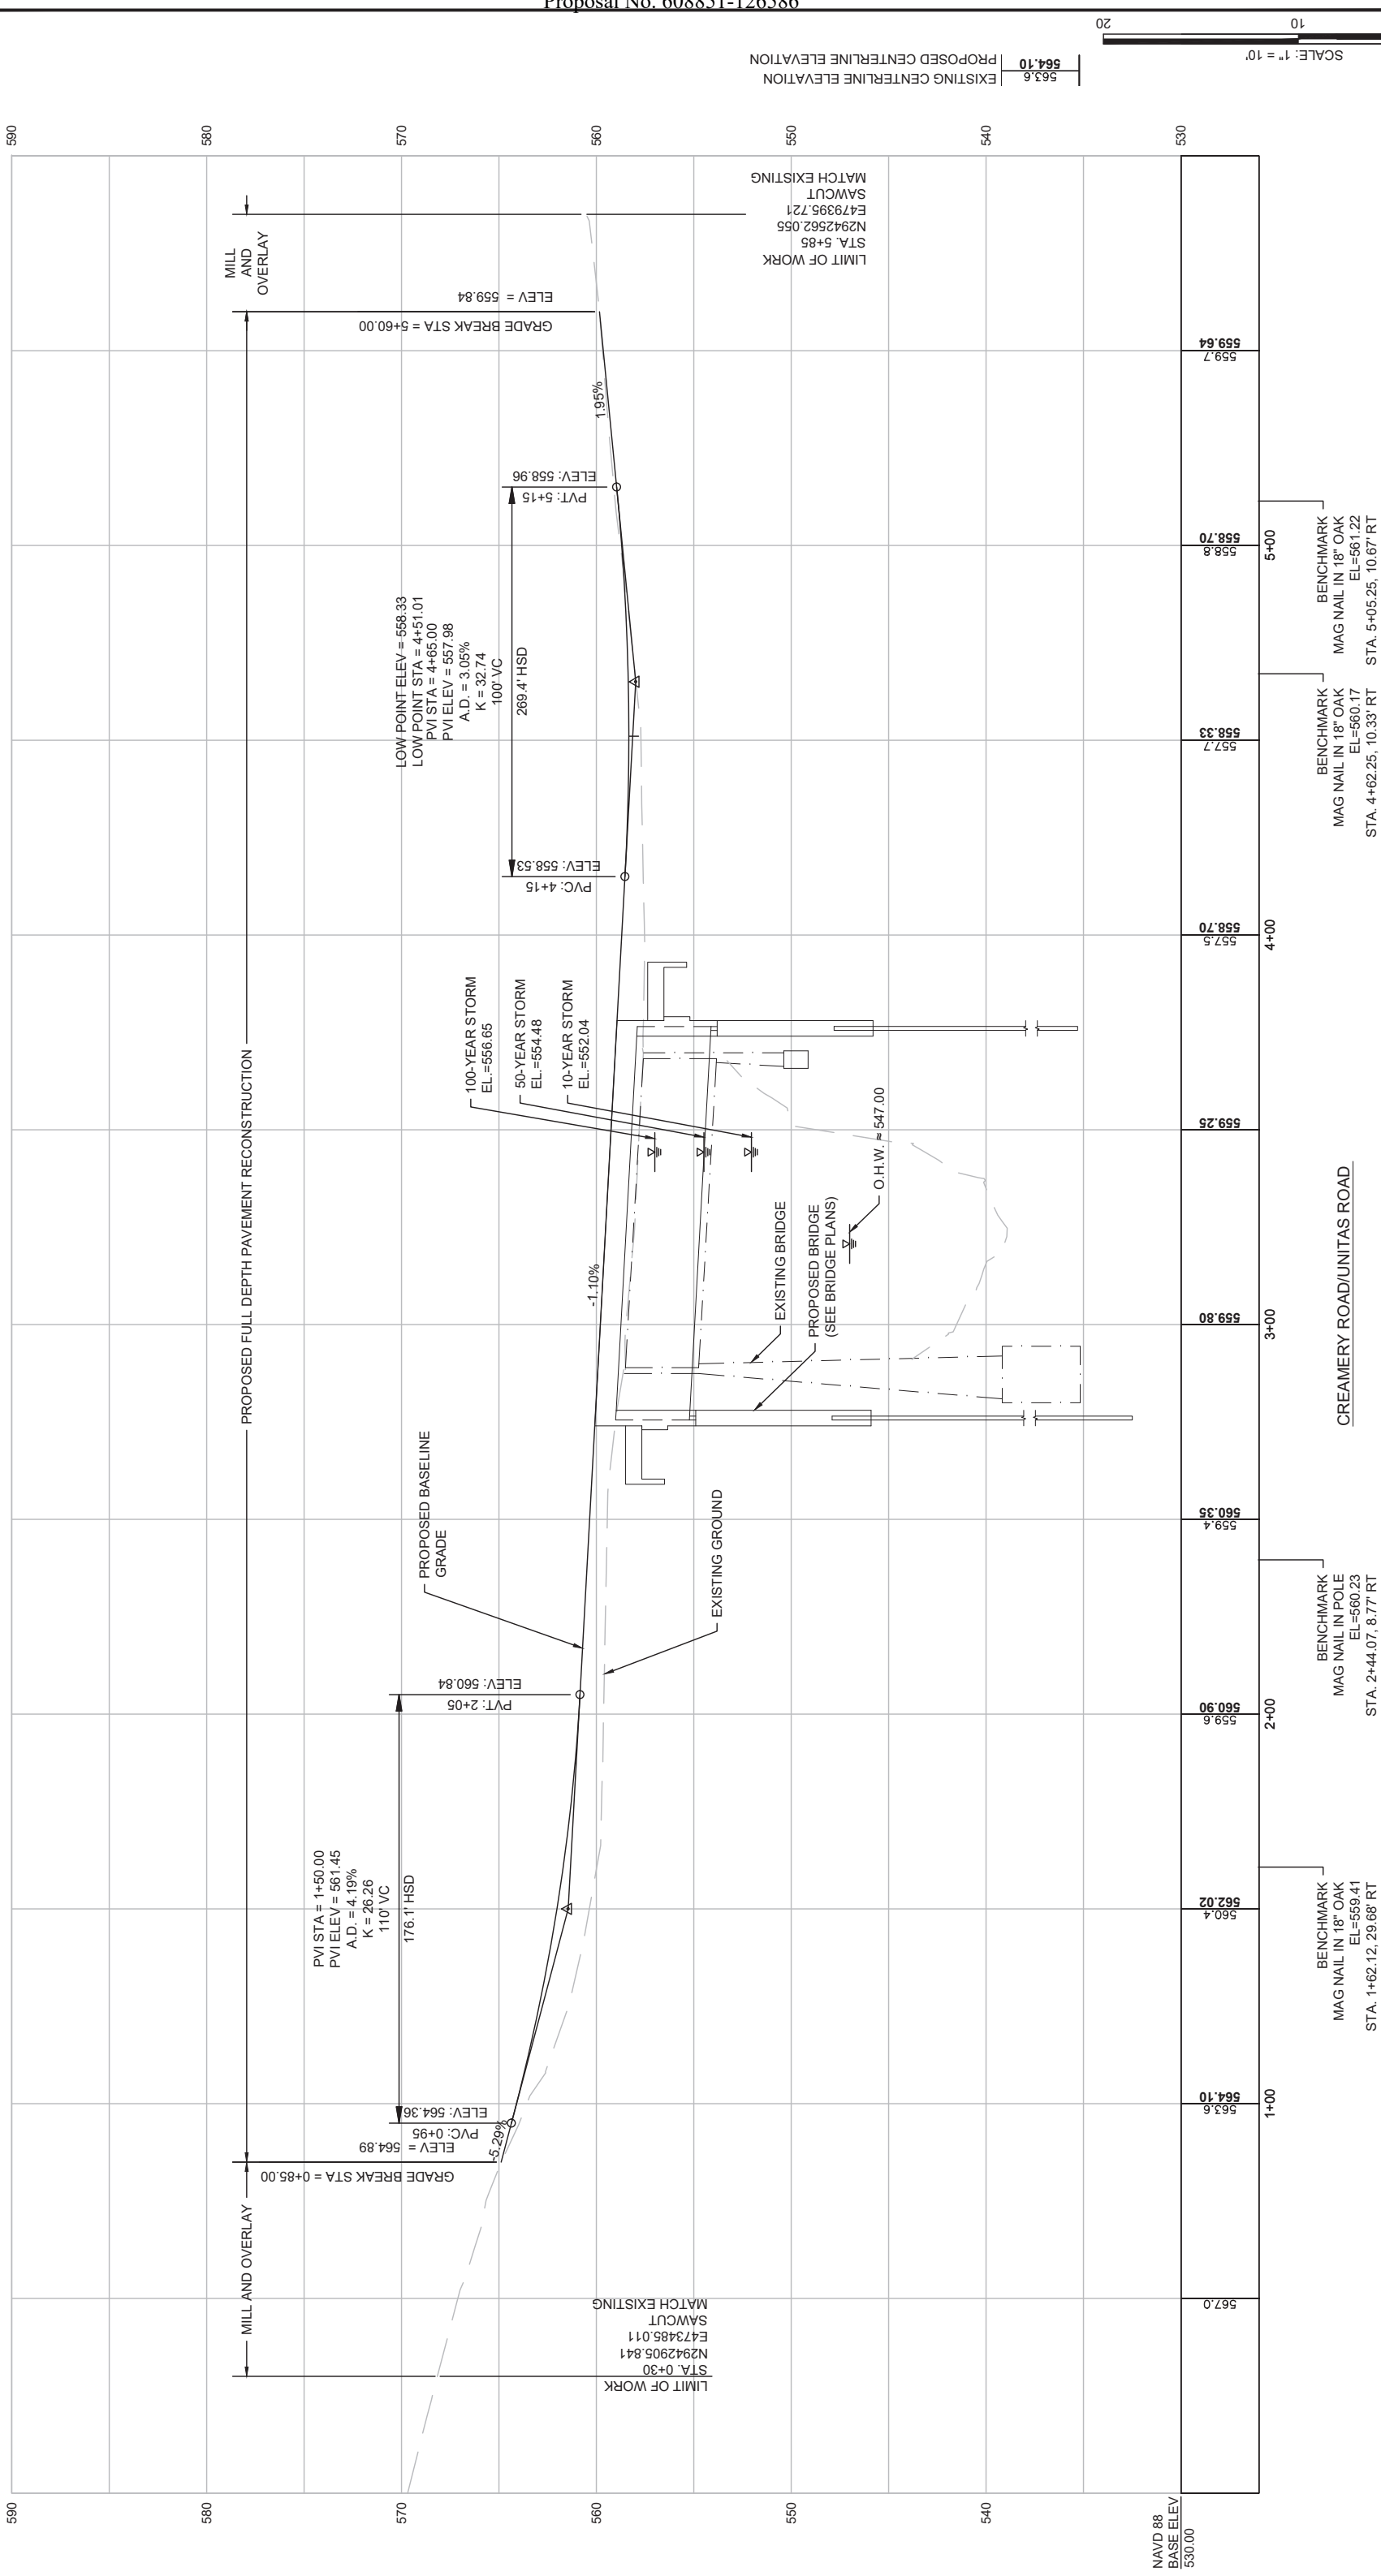 Proposal No. 608851-126586
590
580
570
560
550
540
530
590
580
570
560
550
540
NAVD 88
BASE ELEV
530.00
MILL AND OVERLAY
PROPOSED FULL DEPTH PAVEMENT RECONSTRUCTION
MILL
AND
OVERLAY
LIMIT OF WORK
STA. 0+30
N2942905.841
E473485.011
SAWCUT
MATCH EXISTING
GRADE BREAK STA = 0+85.00
ELEV = 564.89
-5.29%
PVC: 0+95
ELEV: 564.36
PVI STA = 1+50.00
PVI ELEV = 561.45
A.D. = 4.19%
K = 26.26
110' VC
176.1' HSD
PVT: 2+05
ELEV: 560.84
PROPOSED BASELINE
GRADE
EXISTING GROUND
-1.10%
EXISTING BRIDGE
PROPOSED BRIDGE
(SEE BRIDGE PLANS)
O.H.W. ≈ 547.00
100-YEAR STORM
EL.=556.65
50-YEAR STORM
EL.=554.48
10-YEAR STORM
EL.=552.04
PVC: 4+15
ELEV: 558.53
LOW POINT ELEV = 558.33
LOW POINT STA = 4+51.01
PVI STA = 4+65.00
PVI ELEV = 557.98
A.D. = 3.05%
K = 32.74
100' VC
269.4' HSD
PVT: 5+15
ELEV: 558.96
1.95%
GRADE BREAK STA = 5+60.00
ELEV = 559.84
LIMIT OF WORK
STA. 5+85
N2942562.055
E479395.721
SAWCUT
MATCH EXISTING
567.0
563.6
564.10
560.4
562.02
559.6
560.90
559.4
560.35
559.80
559.25
557.5
558.70
557.7
558.33
558.8
558.70
559.7
559.64
1+00
2+00
3+00
4+00
5+00
BENCHMARK
MAG NAIL IN 18" OAK
EL=559.41
STA. 1+62.12, 29.68' RT
BENCHMARK
MAG NAIL IN POLE
EL=560.23
STA. 2+44.07, 8.77' RT
BENCHMARK
MAG NAIL IN 18" OAK
EL=560.17
STA. 4+62.25, 10.33' RT
BENCHMARK
MAG NAIL IN 18" OAK
EL=561.22
STA. 5+05.25, 10.67' RT
CREAMERY ROAD/UNITAS ROAD
EXISTING CENTERLINE ELEVATION
563.6
PROPOSED CENTERLINE ELEVATION
564.10
SCALE: 1" = 10'
10
20